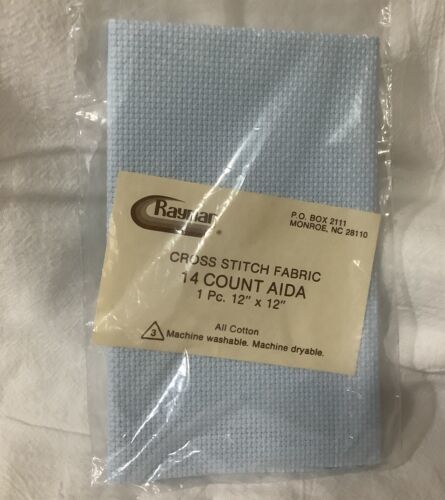 Raymar ®
P.O. BOX 2111
MONROE, NC 28110
CROSS STITCH FABRIC
14 COUNT AIDA
1 Pc. 12" x 12"
All Cotton
3 Machine washable. Machine dryable.